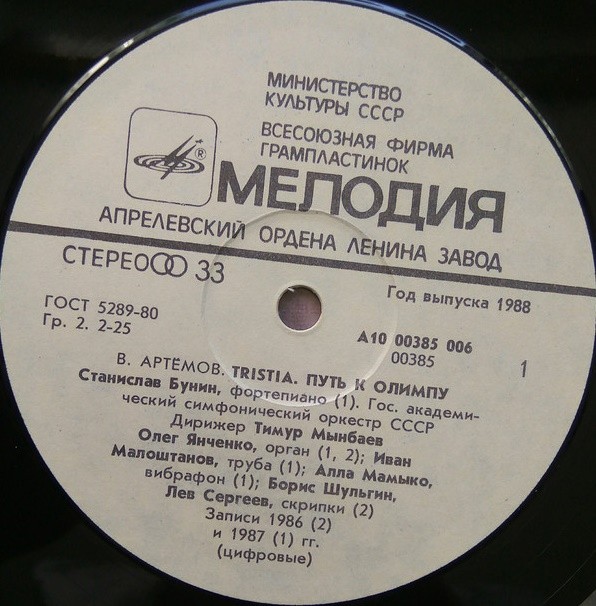 МИНИСТЕРСТВО
КУЛЬТУРЫ СССР
ВСЕСОЮЗНАЯ ФИРМА
ГРАМПЛАСТИНОК
®
МЕЛОДИЯ
АПРЕЛЕВСКИЙ ОРДЕНА ЛЕНИНА ЗАВОД
СТЕРЕО 33
Год выпуска 1988
ГОСТ 5289-80
Гр. 2. 2-25
А10 00385 006
00385
1
В. АРТЁМОВ. TRISTIA. ПУТЬ К ОЛИМПУ
Станислав Бунин, фортепиано (1). Гос. академи-
ческий симфонический оркестр СССР
Дирижер Тимур Мынбаев
Олег Янченко, орган (1, 2); Иван
Малоштанов, труба (1); Алла Мамыко,
вибрафон (1); Борис Шульгин,
Лев Сергеев, скрипки (2)
Записи 1986 (2)
и 1987 (1) гг.
(цифровые)